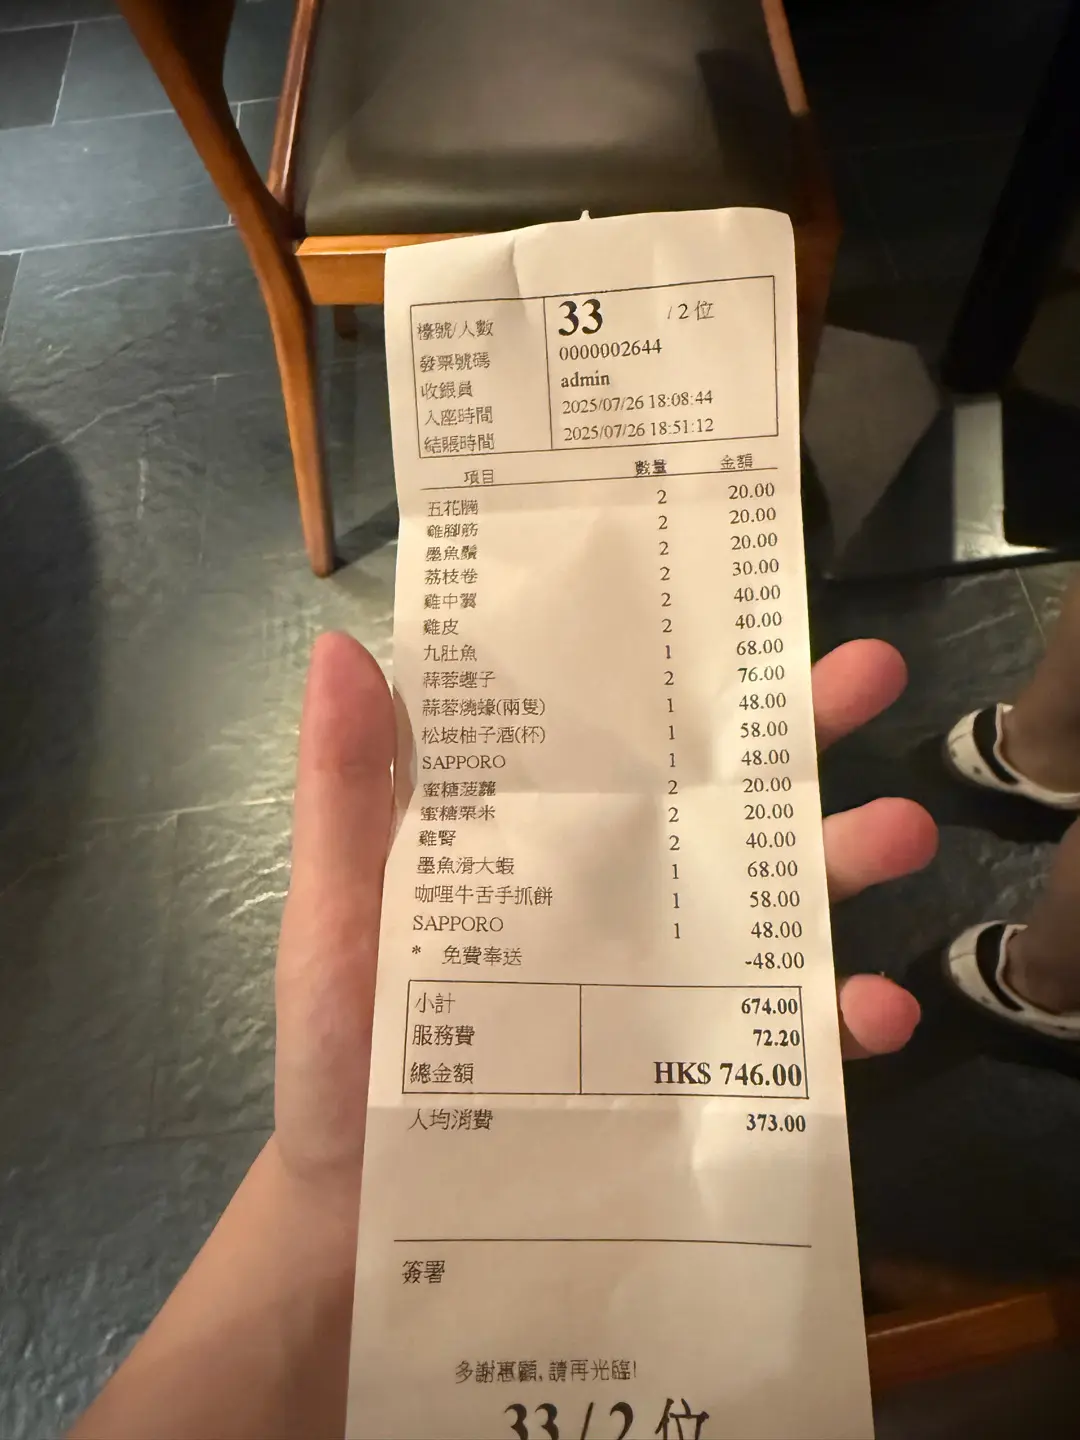 檯號/人數 33 / 2 位
發票號碼 0000002644
收銀員 admin
入座時間 2025/07/26 18:08:44
結賬時間 2025/07/26 18:51:12
項目 數量 金額
五花腩 2 20.00
雞腳筋 2 20.00
墨魚鬚 2 20.00
荔枝卷 2 30.00
雞中翼 2 40.00
雞皮 2 40.00
九肚魚 1 68.00
蒜蓉蟶子 2 76.00
蒜蓉燒蠔(兩隻) 1 48.00
松坡柚子酒(杯) 1 58.00
SAPPORO 1 48.00
蜜糖菠蘿 2 20.00
蜜糖粟米 2 20.00
雞腎 2 40.00
墨魚滑大蝦 1 68.00
咖哩牛舌手抓餅 1 58.00
SAPPORO 1 48.00
* 免費奉送 -48.00
小計 674.00
服務費 72.20
總金額 HK$ 746.00
人均消費 373.00
簽署
多謝惠顧, 請再光臨!
33 / 2 位